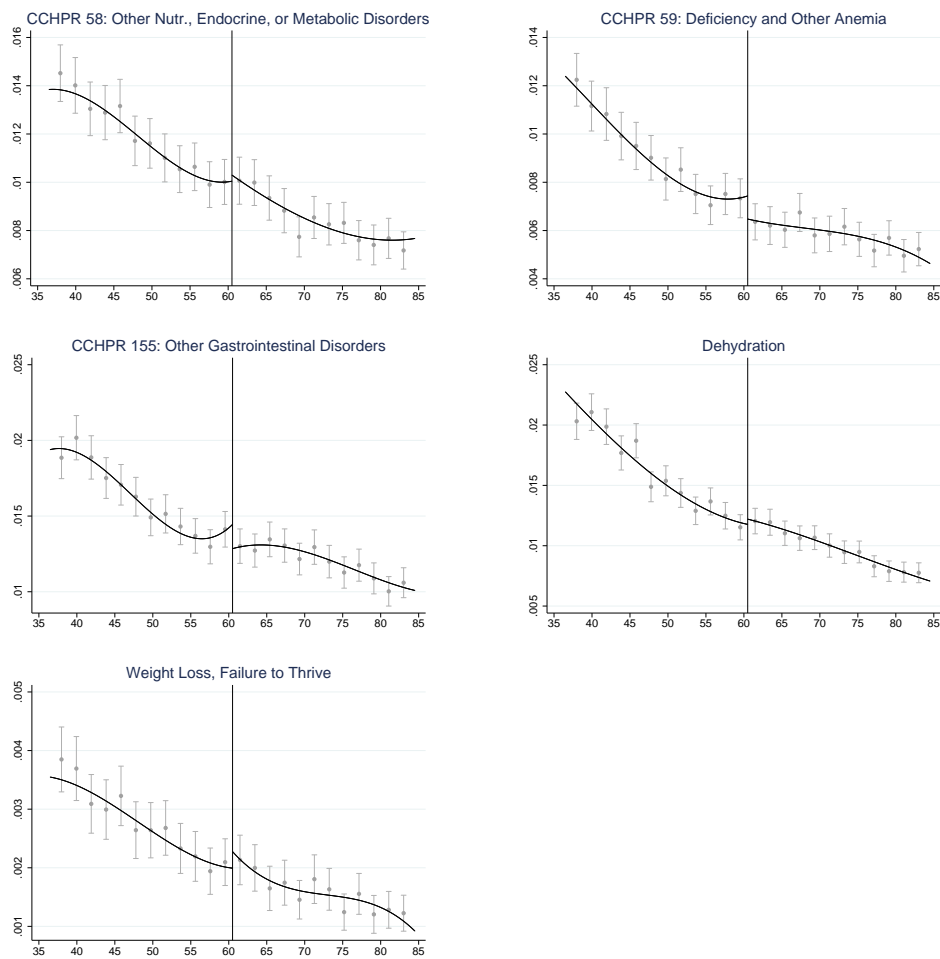 CCHPR 58: Other Nutr., Endocrine, or Metabolic Disorders
.016
.014
.012
.01
.008
.006
35 40 45 50 55 60 65 70 75 80 85
CCHPR 59: Deficiency and Other Anemia
.014
.012
.01
.008
.006
.004
35 40 45 50 55 60 65 70 75 80 85
CCHPR 155: Other Gastrointestinal Disorders
.025
.02
.015
.01
35 40 45 50 55 60 65 70 75 80 85
Dehydration
.025
.02
.015
.01
.005
35 40 45 50 55 60 65 70 75 80 85
Weight Loss, Failure to Thrive
.005
.004
.003
.002
.001
35 40 45 50 55 60 65 70 75 80 85